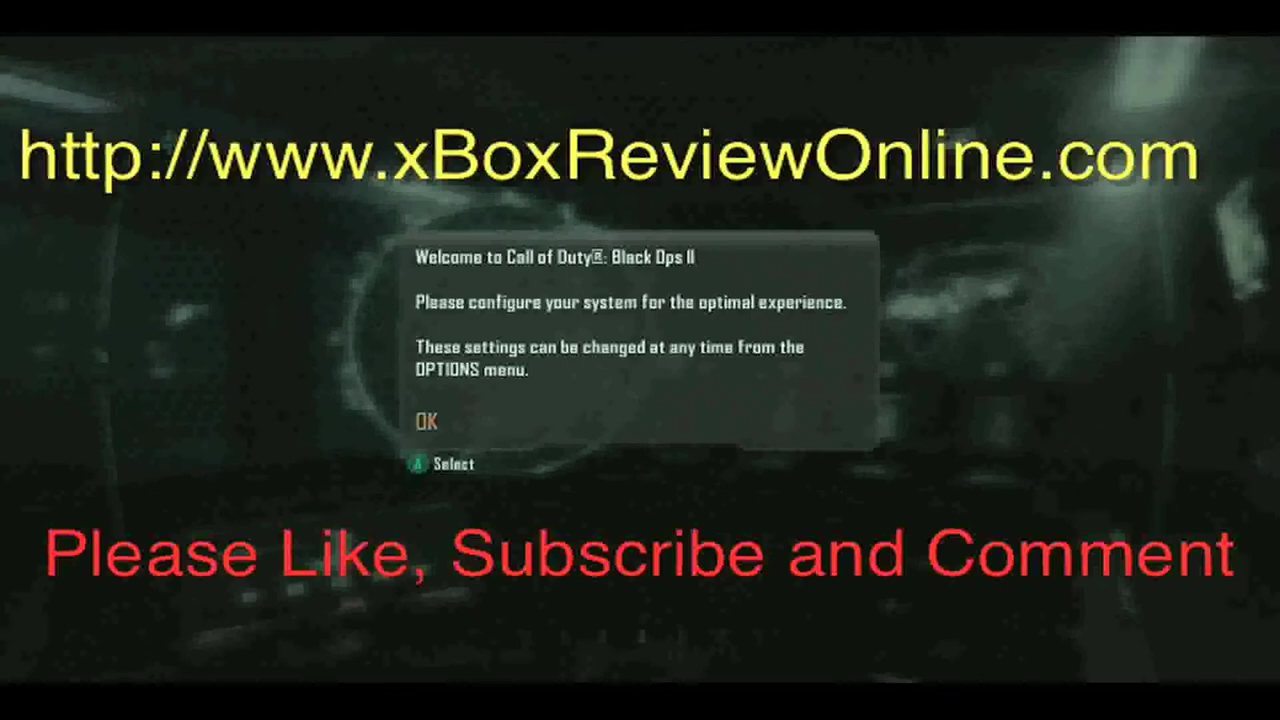 http://www.xBoxReviewOnline.com
Welcome to Call of Duty®: Black Ops II
Please configure your system for the optimal experience.
These settings can be changed at any time from the
OPTIONS menu.
OK
A Select
Please Like, Subscribe and Comment